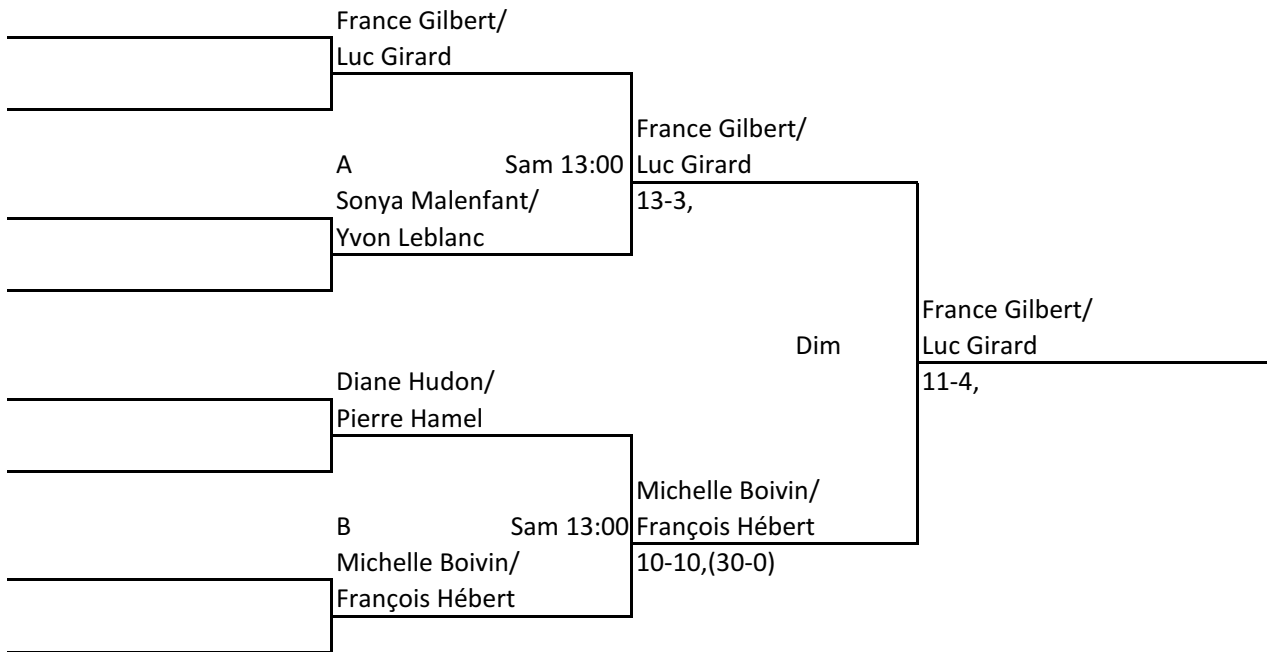 France Gilbert/
Luc Girard
France Gilbert/
A Sam 13:00 Luc Girard
Sonya Malenfant/ 13-3,
Yvon Leblanc
France Gilbert/
Dim Luc Girard
Diane Hudon/ 11-4,
Pierre Hamel
Michelle Boivin/
B Sam 13:00 François Hébert
Michelle Boivin/ 10-10,(30-0)
François Hébert